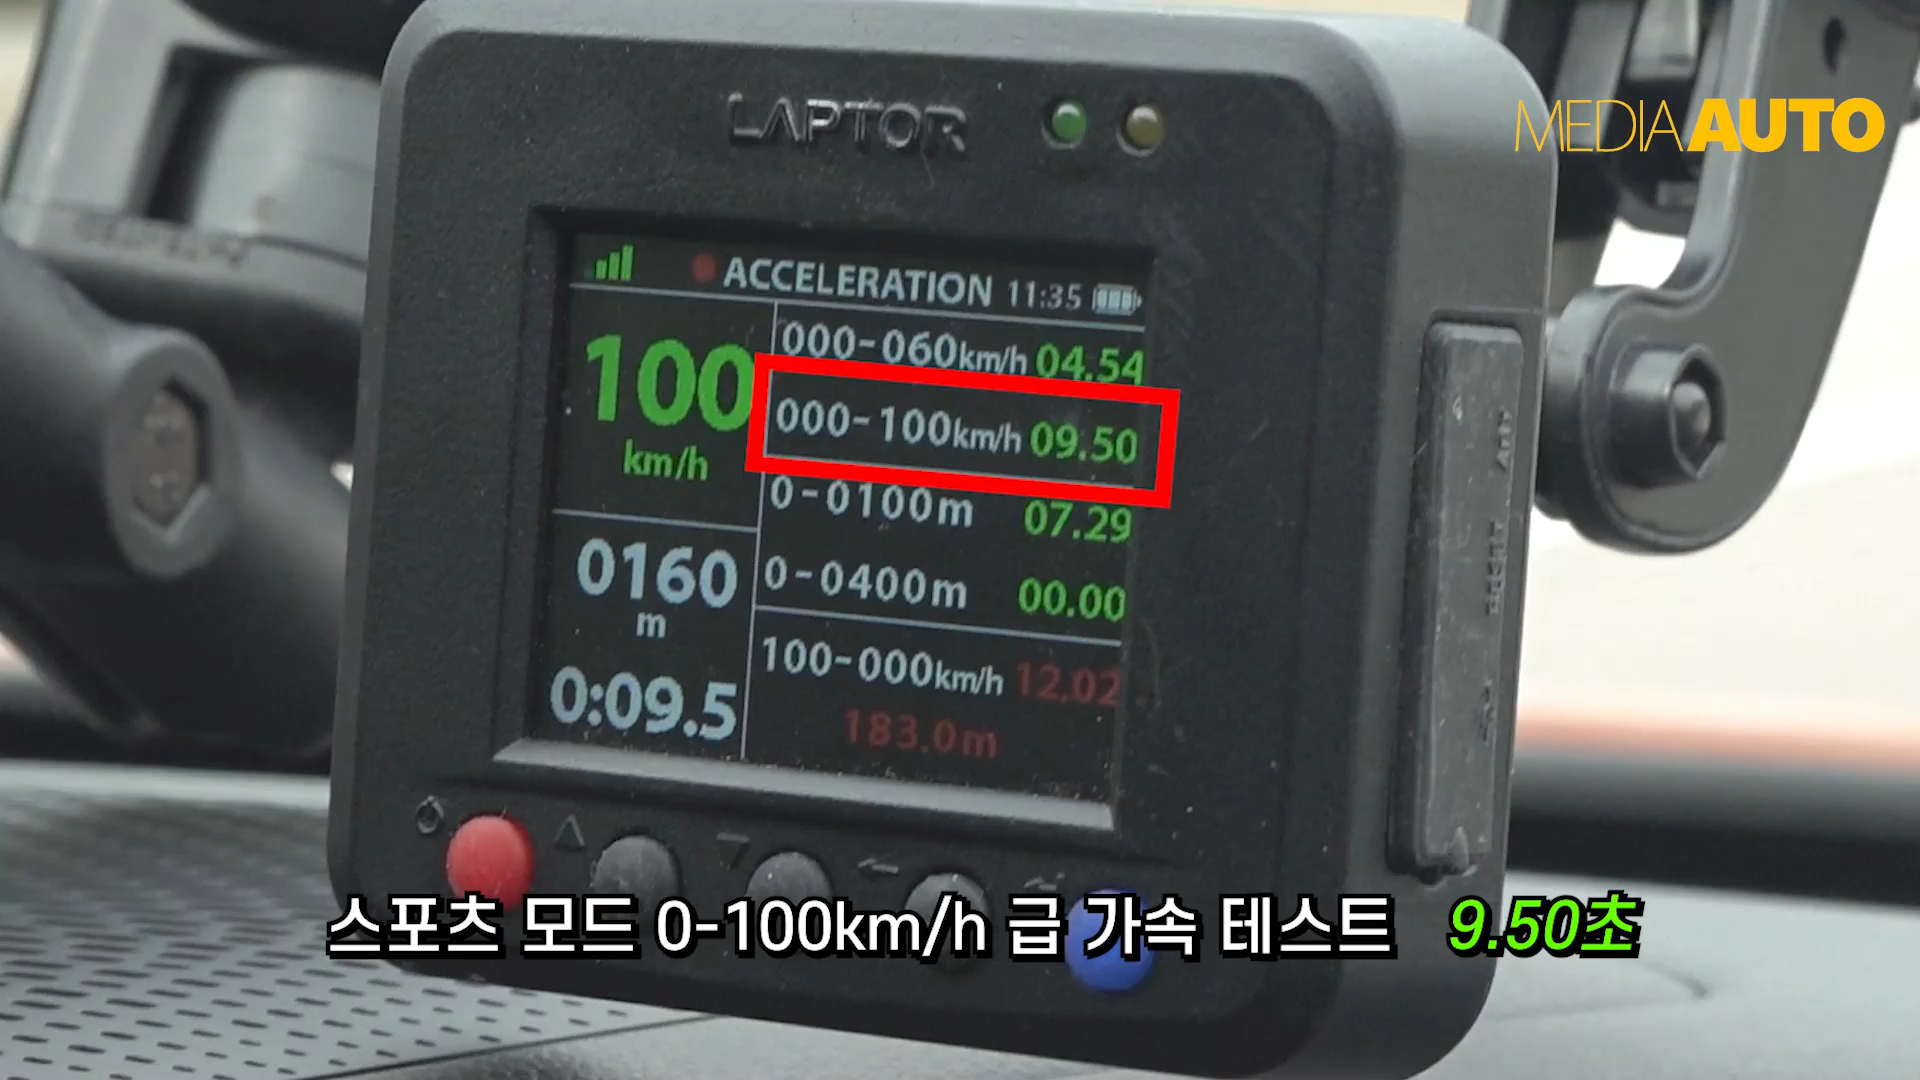 LAPTOR
MEDIAAUTO
ACCELERATION 11:35
100
km/h
0160
m
0:09.5
000-060km/h 04.54
000-100km/h 09.50
0-0100m 07.29
0-0400m 00.00
100-000km/h 12.02
183.0m
스포츠 모드 0-100km/h 급 가속 테스트 9.50초